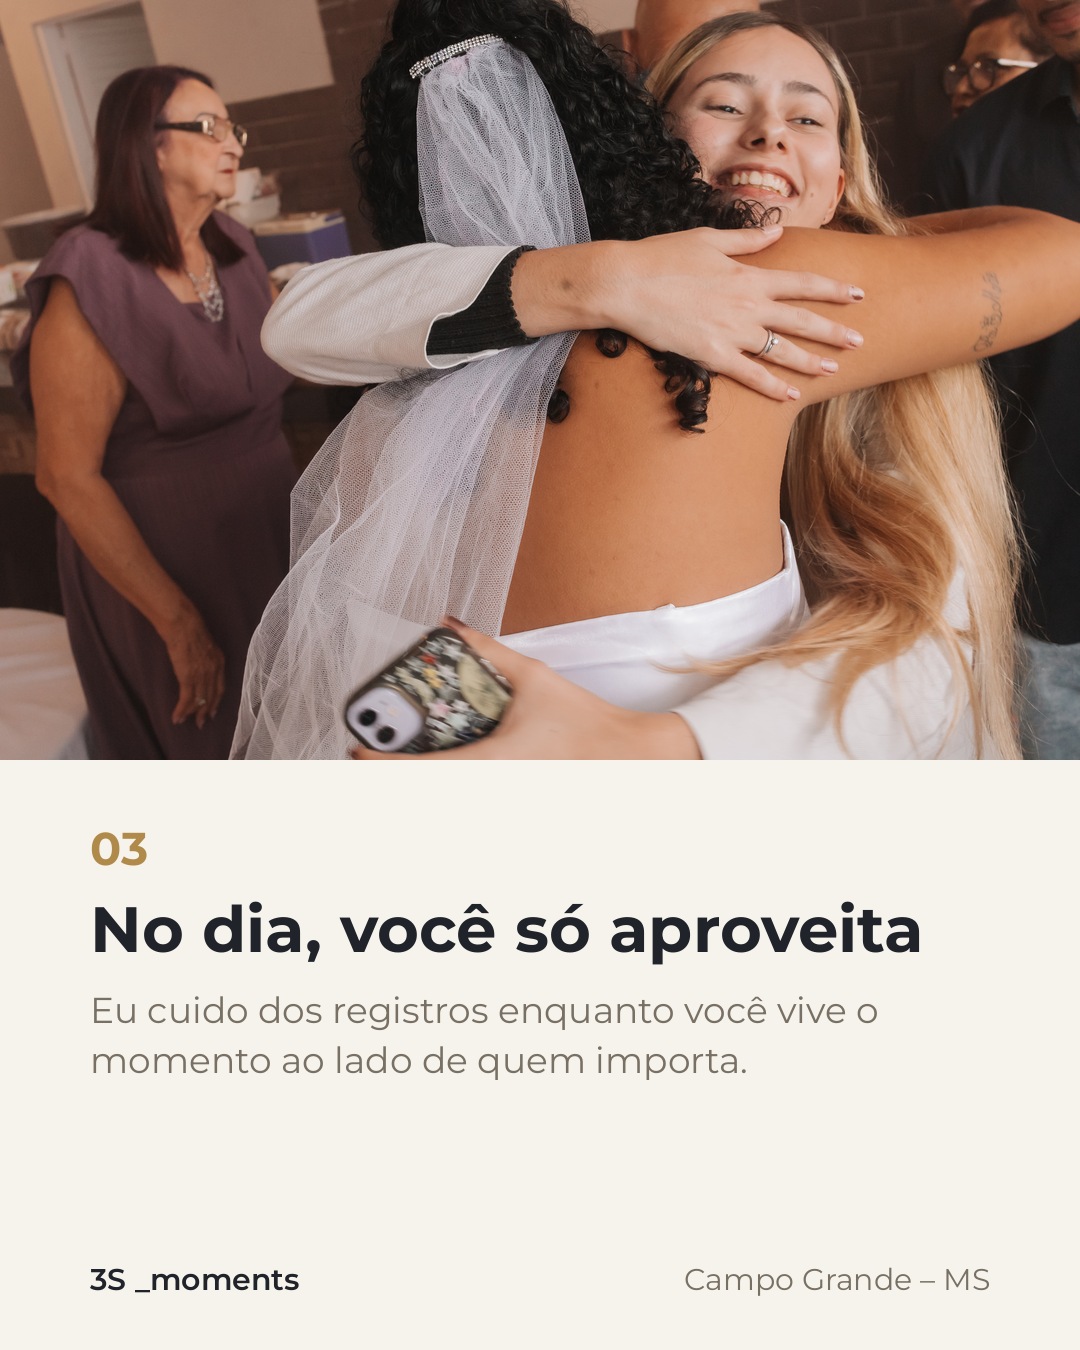 03
No dia, você só aproveita
Eu cuido dos registros enquanto você vive o
momento ao lado de quem importa.
3S _moments
Campo Grande – MS